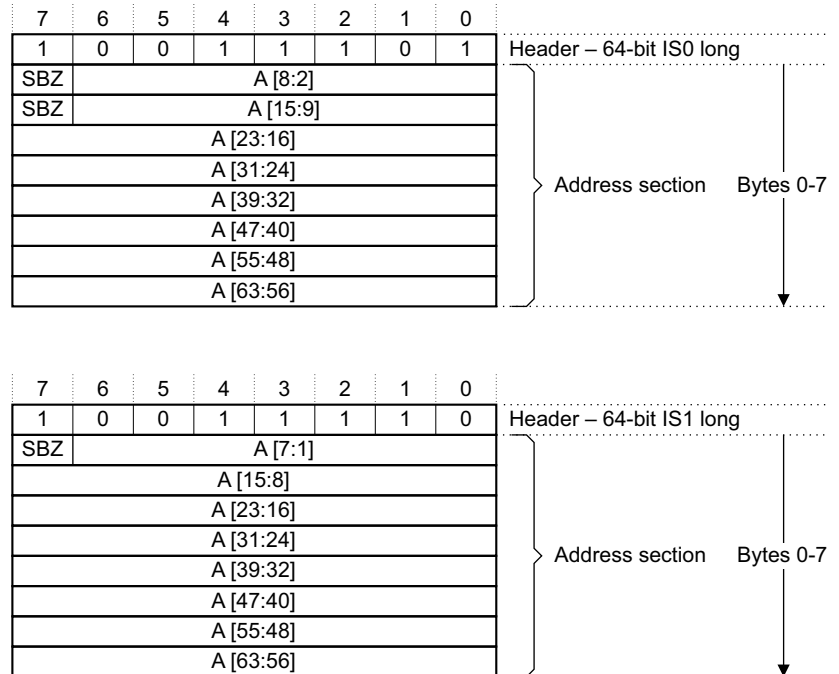 7 6 5 4 3 2 1 0
1 0 0 1 1 1 0 1 Header – 64-bit IS0 long
SBZ A [8:2]
SBZ A [15:9]
A [23:16]
A [31:24]
Address section Bytes 0-7
A [39:32]
A [47:40]
A [55:48]
A [63:56]
7 6 5 4 3 2 1 0
1 0 0 1 1 1 1 0 Header – 64-bit IS1 long
SBZ A [7:1]
A [15:8]
A [23:16]
A [31:24]
Address section Bytes 0-7
A [39:32]
A [47:40]
A [55:48]
A [63:56]